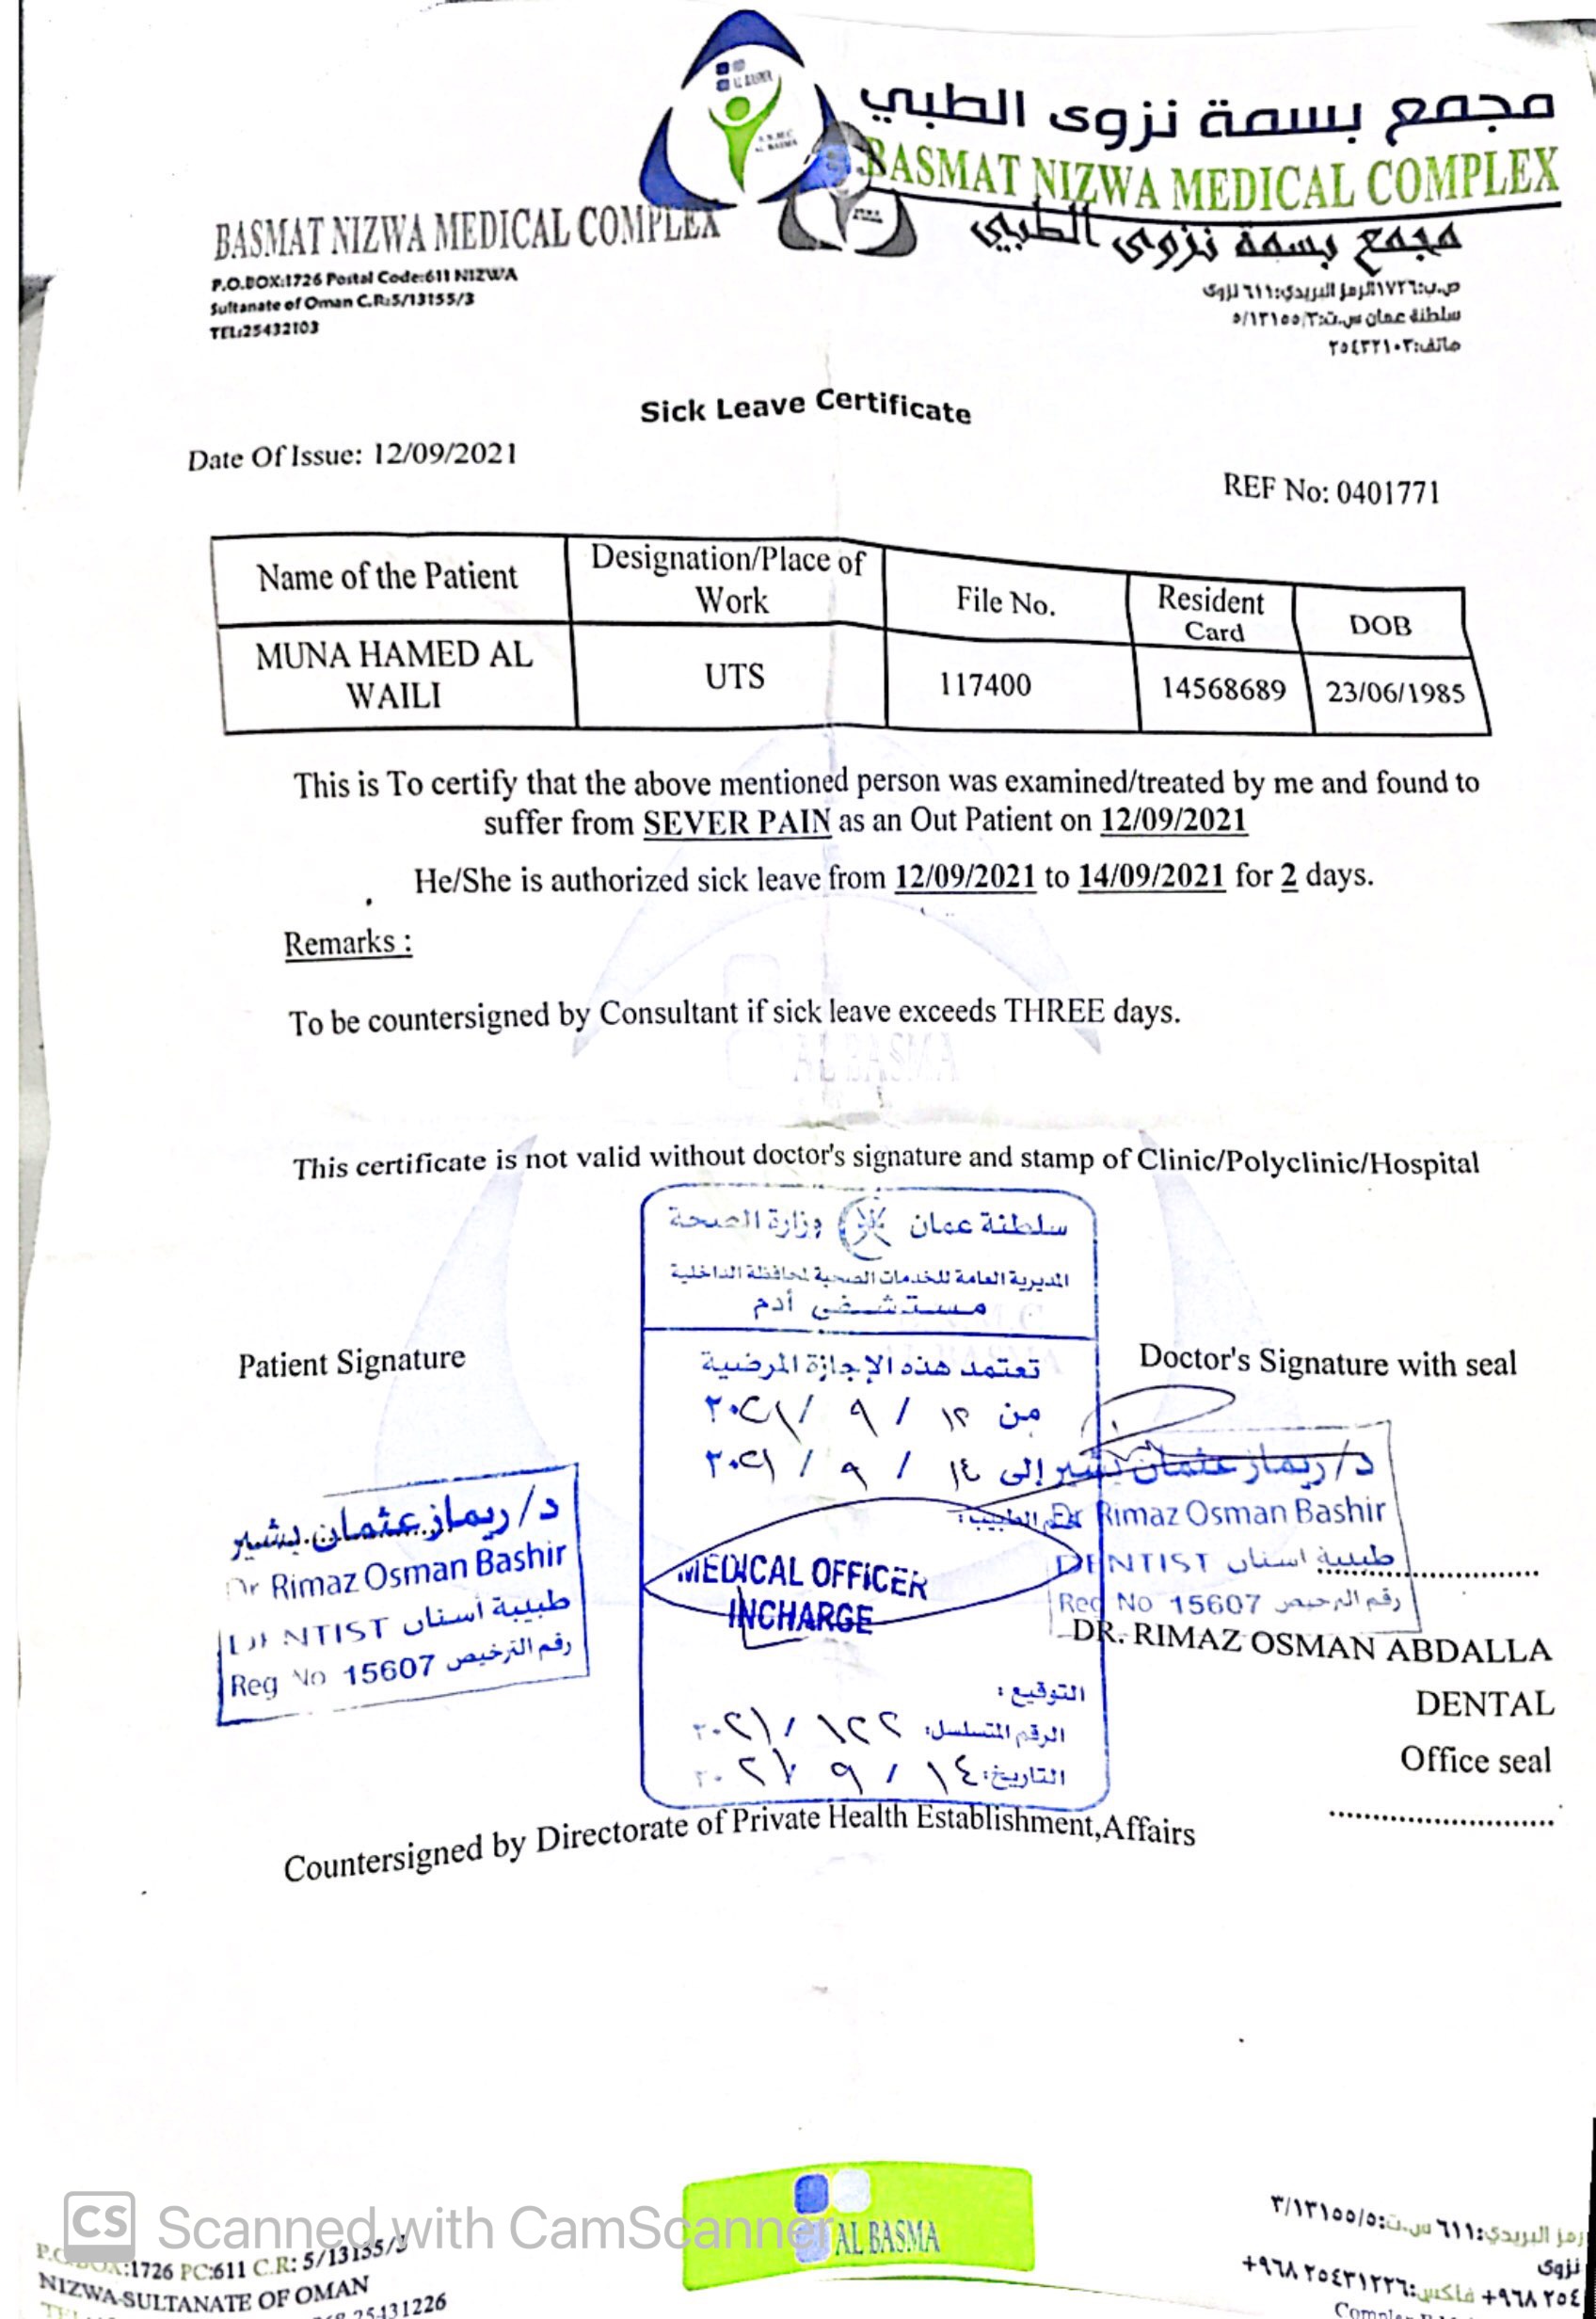 AL BASMA
مجمع بسمة نزوى الطبي
BASMAT NIZWA MEDICAL COMPLEX
BASMAT NIZWA MEDICAL COMPLEX
مجمع بسمة نزوى الطبي
P.O.BOX:1726 Postal Code:611 NIZWA
ص.ب:١٧٢٦ الرمز البريدي:٦١١ نزوى
Sultanate of Oman C.R:5/13155/3
سلطنة عمان س.ت:٥/١٣١٥٥/٣
TEL:25432103
هاتف:٢٥٤٣٢١٠٣
Sick Leave Certificate
Date Of Issue: 12/09/2021
REF No: 0401771
Name of the Patient Designation/Place of Work File No. Resident Card DOB
MUNA HAMED AL WAILI UTS 117400 14568689 23/06/1985
This is To certify that the above mentioned person was examined/treated by me and found to
suffer from SEVER PAIN as an Out Patient on 12/09/2021
He/She is authorized sick leave from 12/09/2021 to 14/09/2021 for 2 days.
Remarks :
To be countersigned by Consultant if sick leave exceeds THREE days.
This certificate is not valid without doctor's signature and stamp of Clinic/Polyclinic/Hospital
سلطنة عمان وزارة الصحة
المديرية العامة للخدمات الصحية لمحافظة الداخلية
مستشفى أدم
تعتمد هذه الإجازة المرضية
من ١٢ / ٩ / ٢٠٢١
إلى ١٤ / ٩ / ٢٠٢١
الطبيب:
MEDICAL OFFICER
INCHARGE
التوقيع :
الرقم المتسلسل: ١٢٢ / ٢٠٢١
التاريخ: ١٤ / ٩ / ٢٠٢١
Patient Signature
د/ ريماز عثمان بشير
Dr Rimaz Osman Bashir
DENTIST طبيبة أسنان
Reg No 15607 رقم الترخيص
Doctor's Signature with seal
د/ ريماز عثمان بشير
Dr Rimaz Osman Bashir
DENTIST طبيبة اسنان
Reg No 15607 رقم الترخيص
DR. RIMAZ OSMAN ABDALLA
DENTAL
Office seal
Countersigned by Directorate of Private Health Establishment,Affairs
CS Scanned with CamScanner
AL BASMA
P.O.BOX:1726 PC:611 C.R: 5/13155/3
NIZWA-SULTANATE OF OMAN
25431226
رمز البريدي:٦١١ س.ت:٣/١٣١٥٥/٥
نزوى
+٩٦٨ ٢٥٤ فاكس:٢٥٤٣١٢٢٦ ٩٦٨+